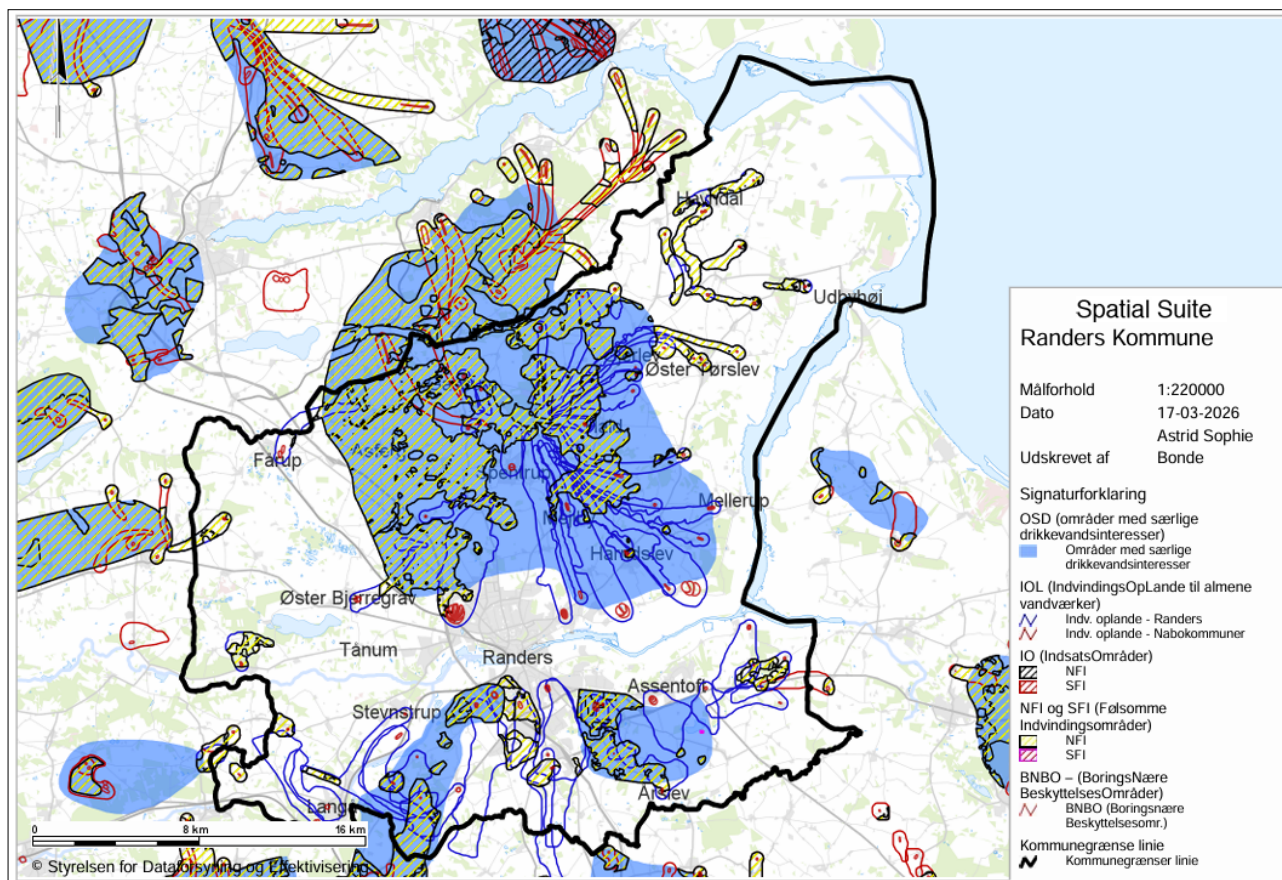 Havndal
Udbyhøj
Øster Tørslev
Fårup
Mellerup
Øster Bjerregrav
Tånum
Randers
Assentoft
Stevnstrup
Langå
Årslev
0 8 km 16 km
© Styrelsen for Dataforsyning og Effektivisering
Spatial Suite
Randers Kommune
Målforhold 1:220000
Dato 17-03-2026
Astrid Sophie
Udskrevet af Bonde
Signaturforklaring
OSD (områder med særlige
drikkevandsinteresser)
Områder med særlige
drikkevandsinteresser
IOL (IndvindingsOpLande til almene
vandværker)
Indv. oplande - Randers
Indv. oplande - Nabokommuner
IO (IndsatsOmråder)
NFI
SFI
NFI og SFI (Følsomme
Indvindingsområder)
NFI
SFI
BNBO – (BoringsNære
BeskyttelsesOmråder)
BNBO (Boringsnære
Beskyttelsesomr.)
Kommunegrænse linie
Kommunegrænser linie